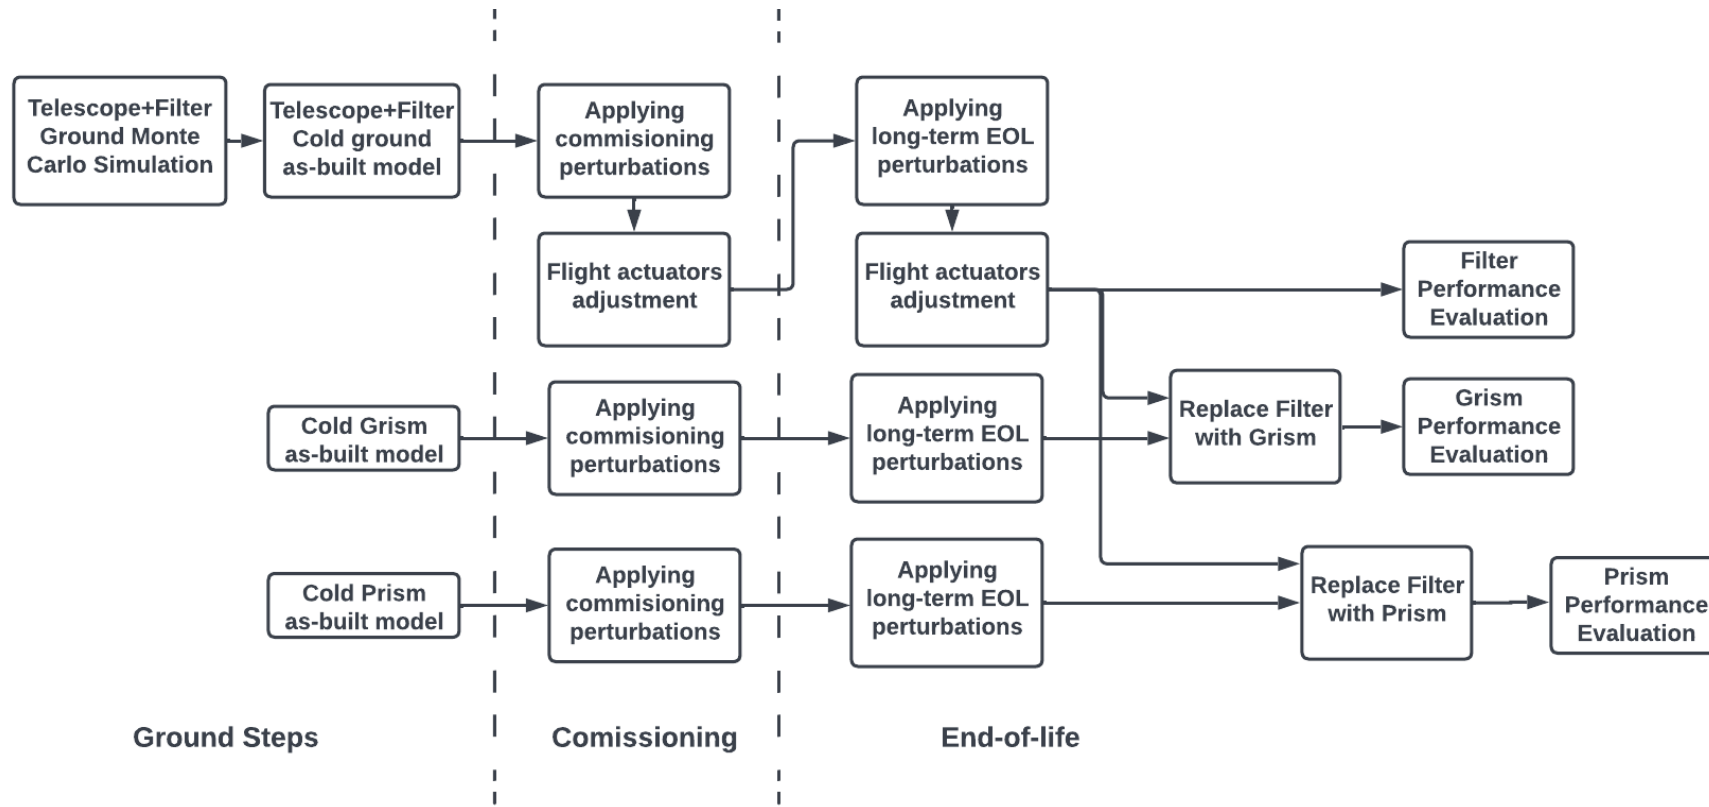 Telescope+Filter
Ground Monte
Carlo Simulation
Telescope+Filter
Cold ground
as-built model
Applying
commisioning
perturbations
Applying
long-term EOL
perturbations
Flight actuators
adjustment
Flight actuators
adjustment
Filter
Performance
Evaluation
Cold Grism
as-built model
Applying
commisioning
perturbations
Applying
long-term EOL
perturbations
Replace Filter
with Grism
Grism
Performance
Evaluation
Cold Prism
as-built model
Applying
commisioning
perturbations
Applying
long-term EOL
perturbations
Replace Filter
with Prism
Prism
Performance
Evaluation
Ground Steps
Comissioning
End-of-life